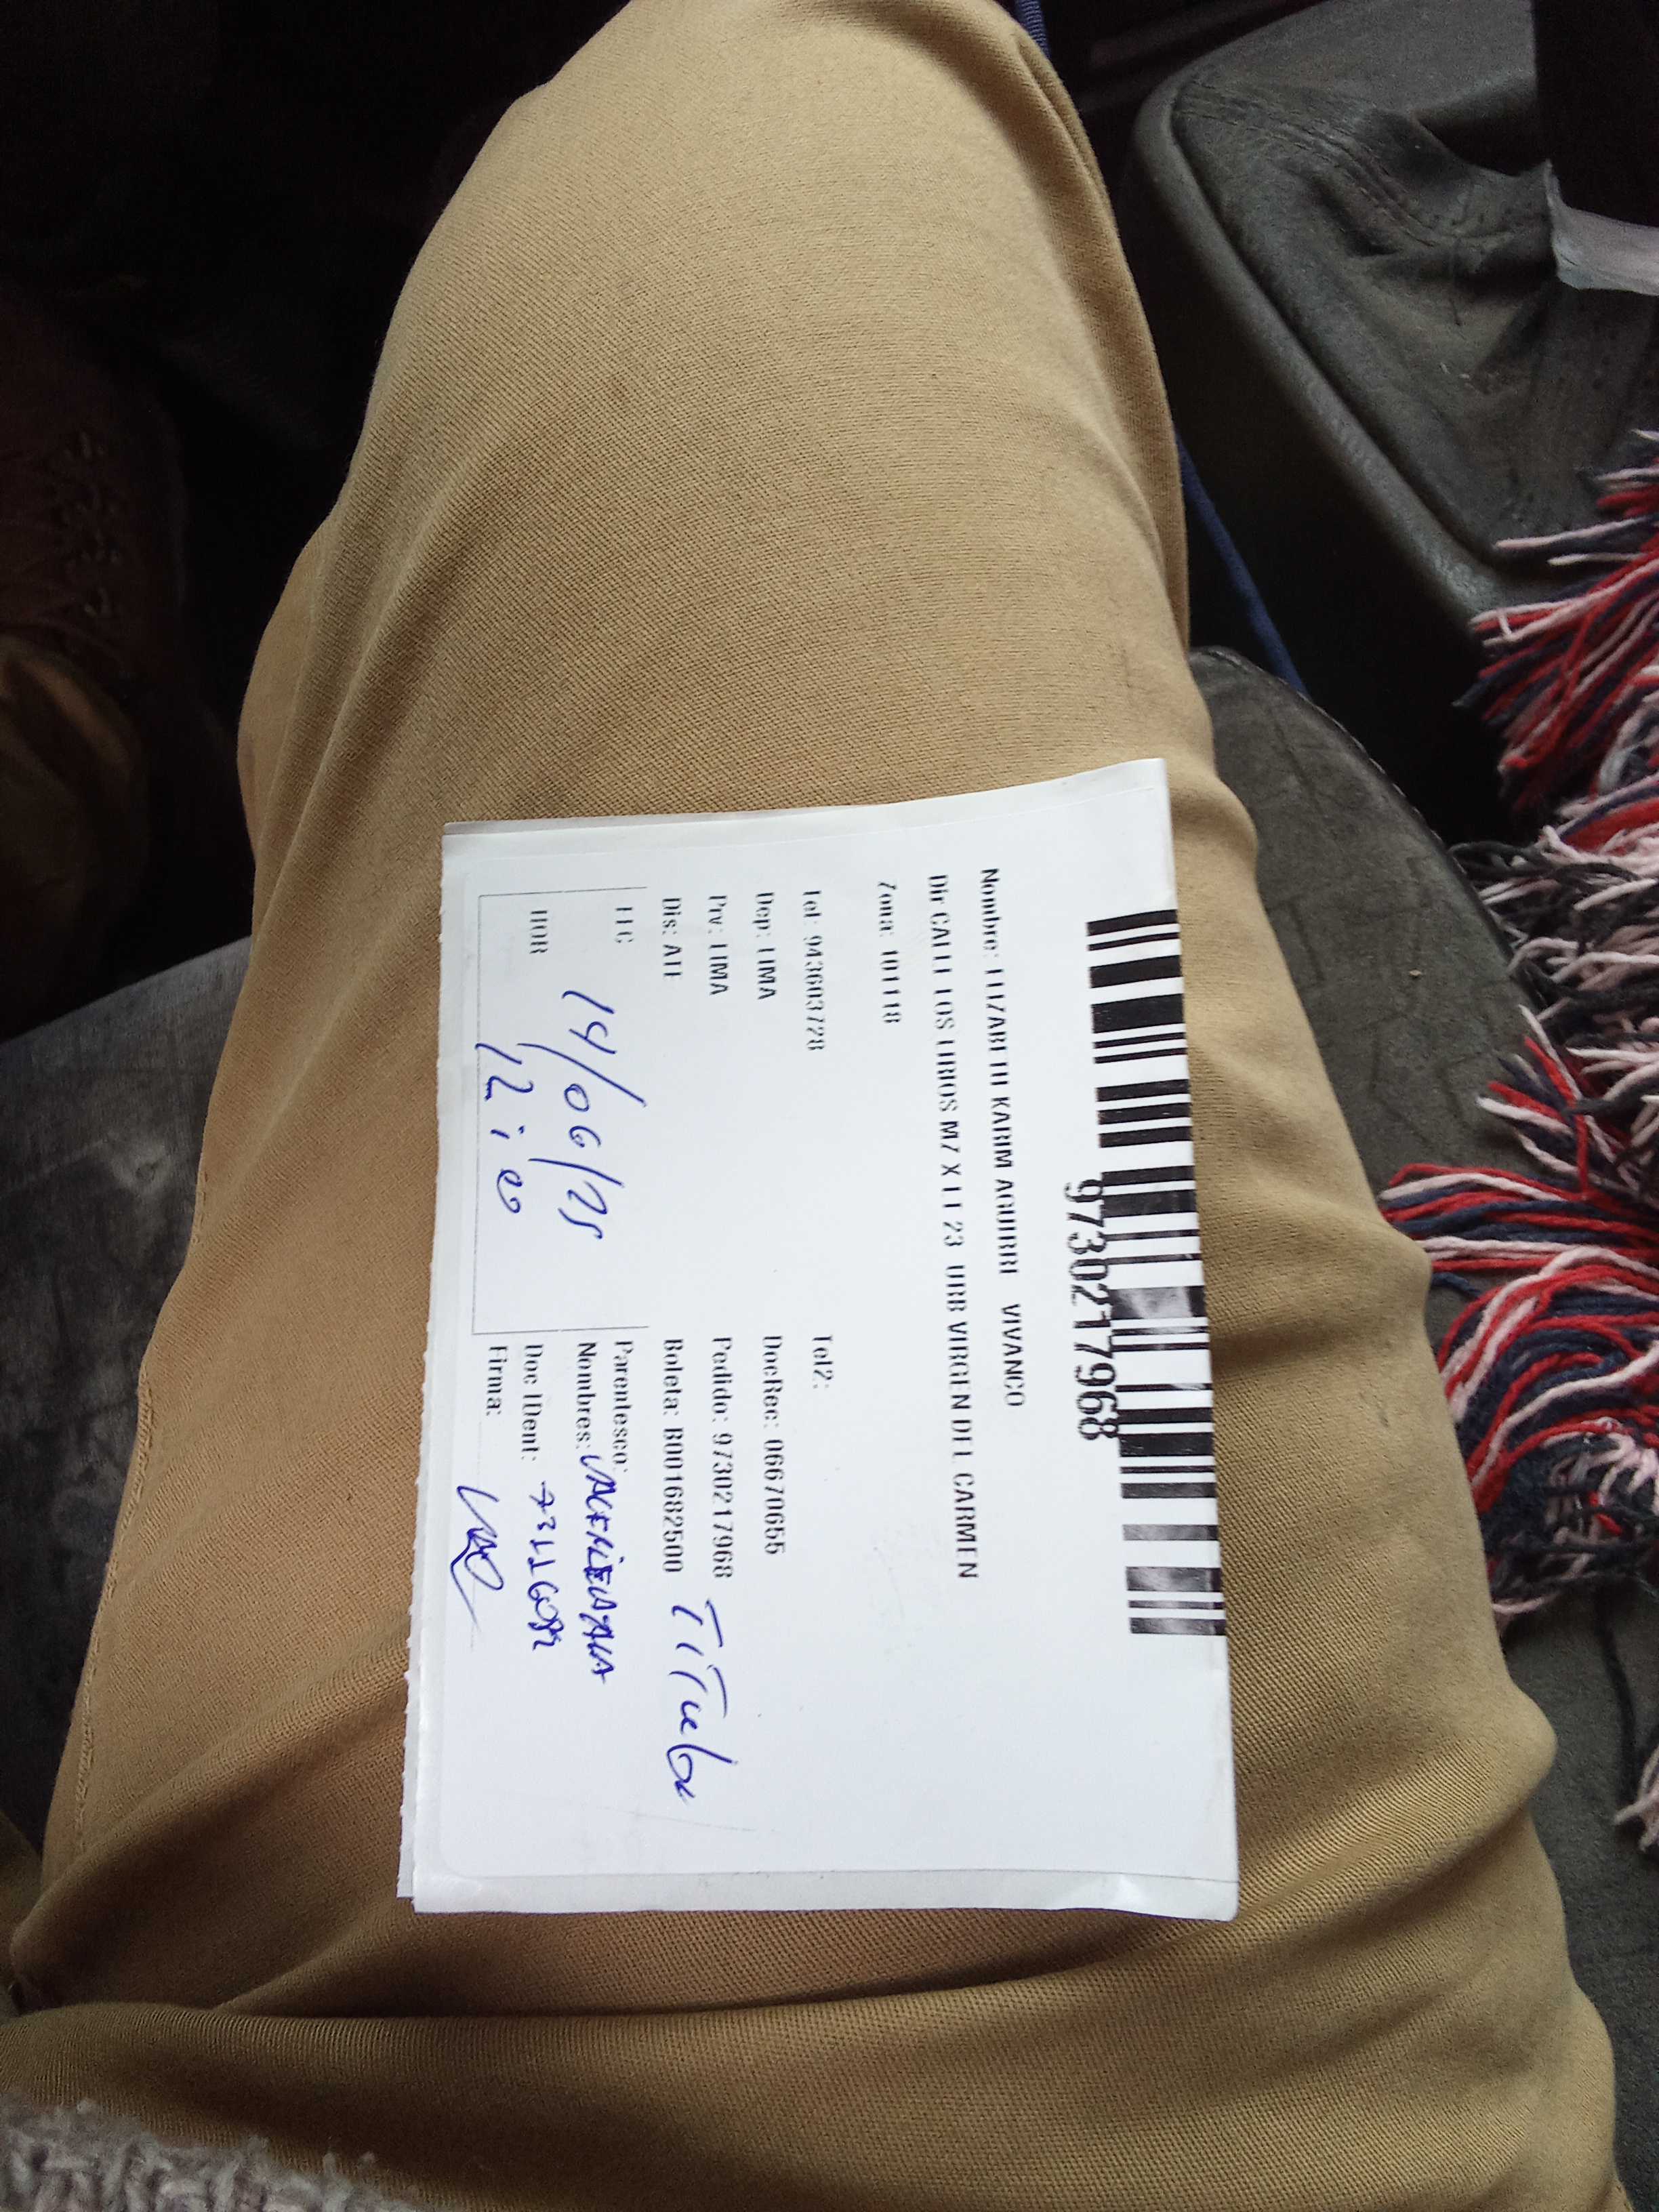 9730217968
Nombre: ELIZABETH KARIM AGUIRRE VIVANCO
Dir CALLE LOS LIRIOS MZ X LT 23 URB VIRGEN DEL CARMEN
Zona: 101118
Tel: 943603728 Tel2:
Dep: LIMA DocRec: 06670655
Prv: LIMA Pedido: 9730217968
Dis: ATE Boleta: B001682500 Titular
FEC 14/06/25 Parentesco:
Nombres:
HOR 12:00 Doc IDent:
Firma: